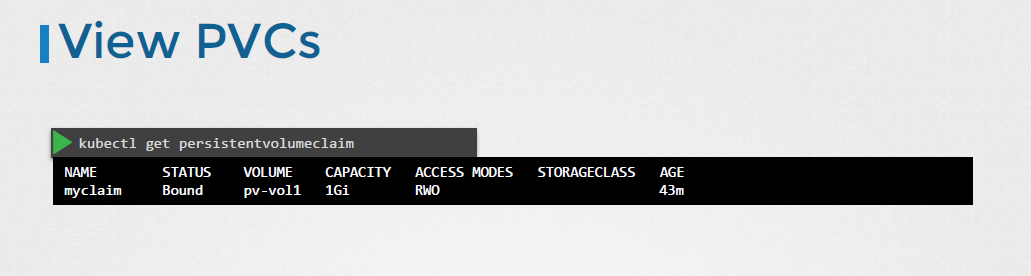 View PVCs
kubectl get persistentvolumeclaim
NAME STATUS VOLUME CAPACITY ACCESS MODES STORAGECLASS AGE
myclaim Bound pv-vol1 1Gi RWO 43m